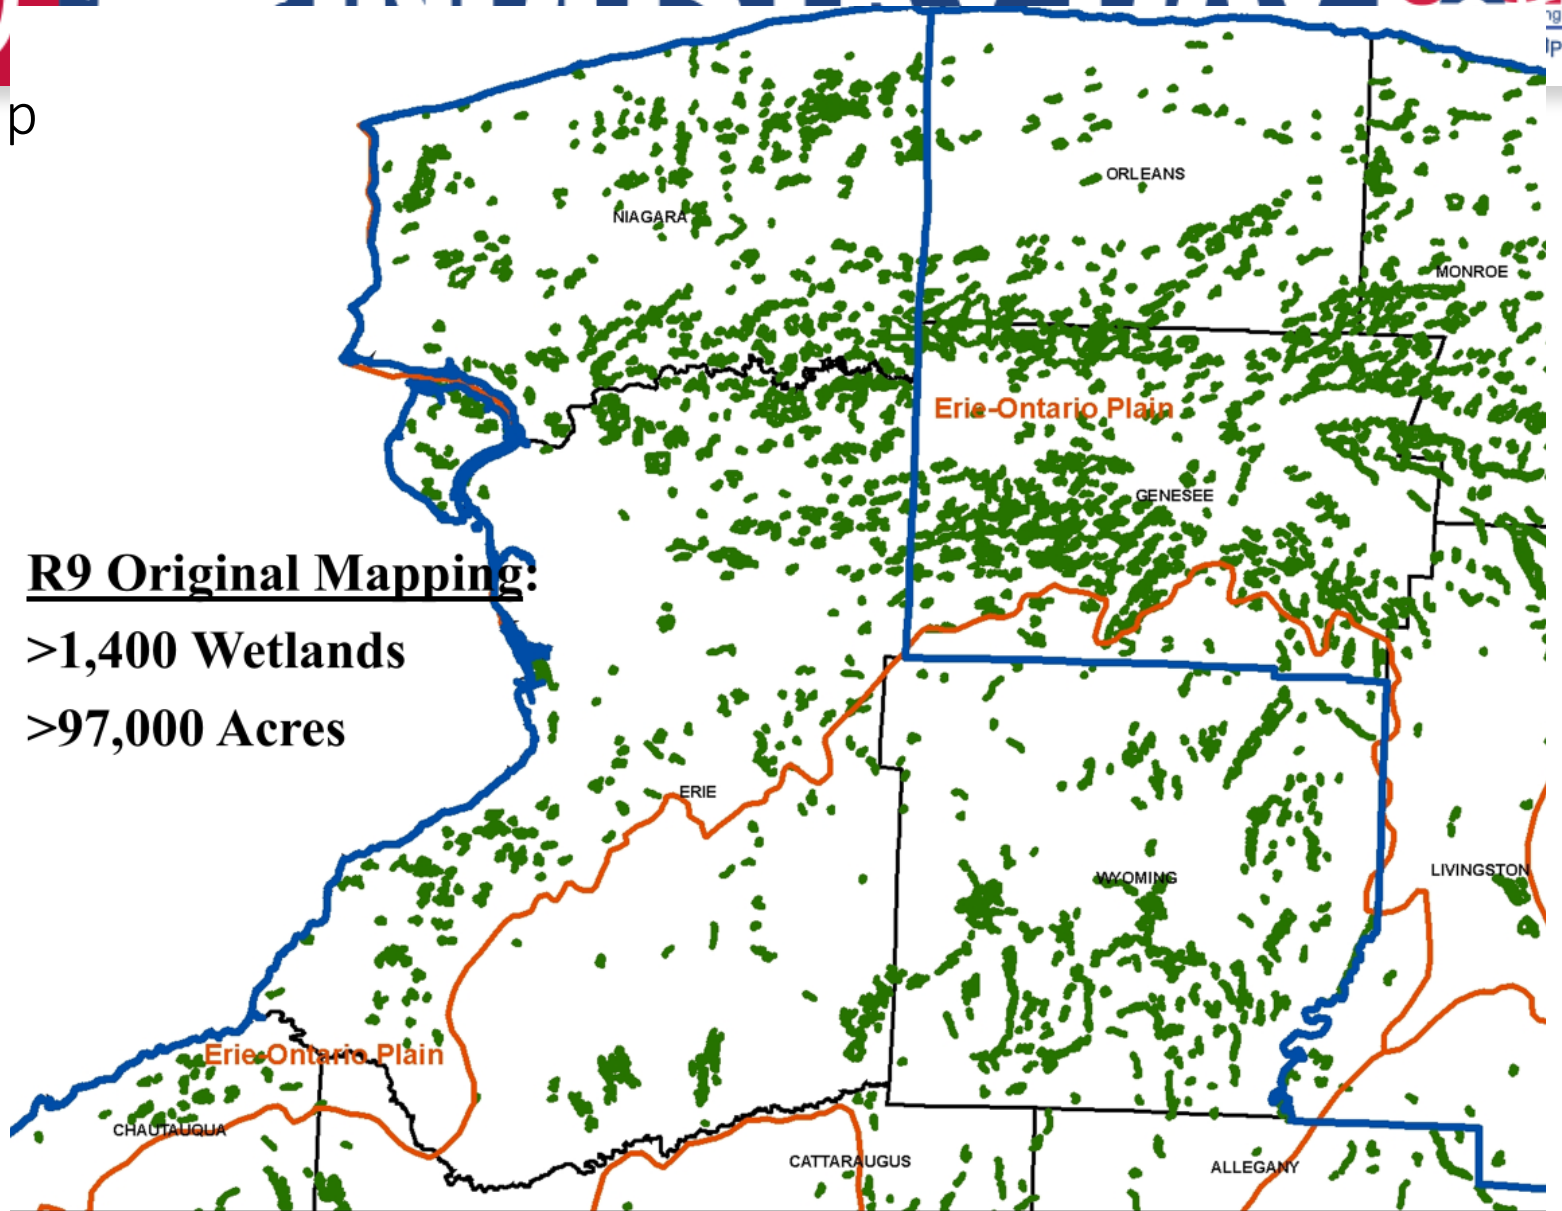 p
ORLEANS
NIAGARA
MONROE
Erie-Ontario Plain
GENESEE
R9 Original Mapping:
>1,400 Wetlands
>97,000 Acres
ERIE
WYOMING
LIVINGSTON
Erie-Ontario Plain
CHAUTAUQUA
CATTARAUGUS
ALLEGANY